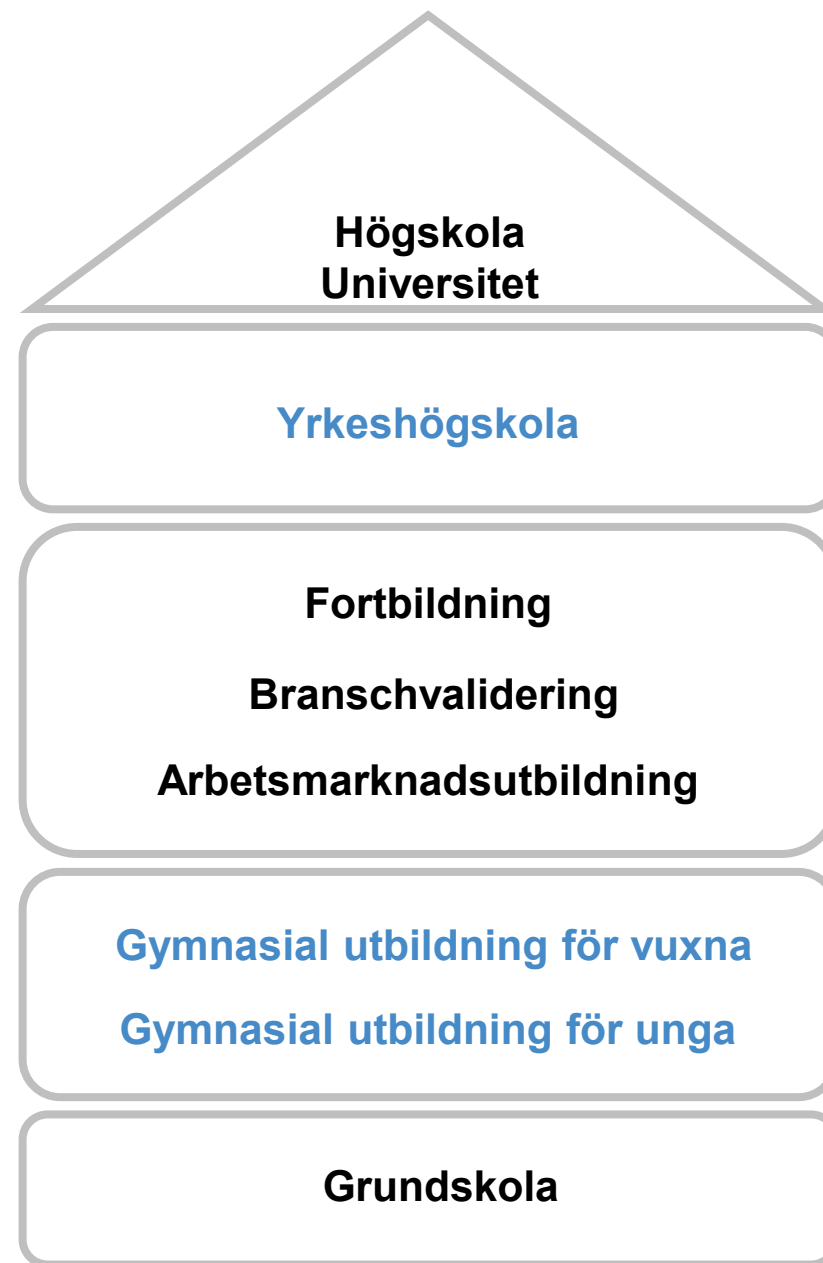 Högskola
Universitet
Yrkeshögskola
Fortbildning
Branschvalidering
Arbetsmarknadsutbildning
Gymnasial utbildning för vuxna
Gymnasial utbildning för unga
Grundskola